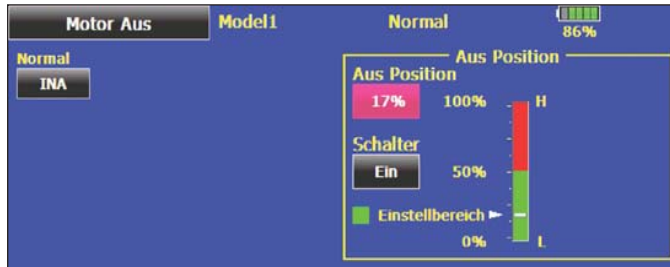 Motor Aus Model1 Normal 86%
Normal
INA
Aus Position
Aus Position
17% 100% H
Schalter
Ein 50%
Einstellbereich
0% L